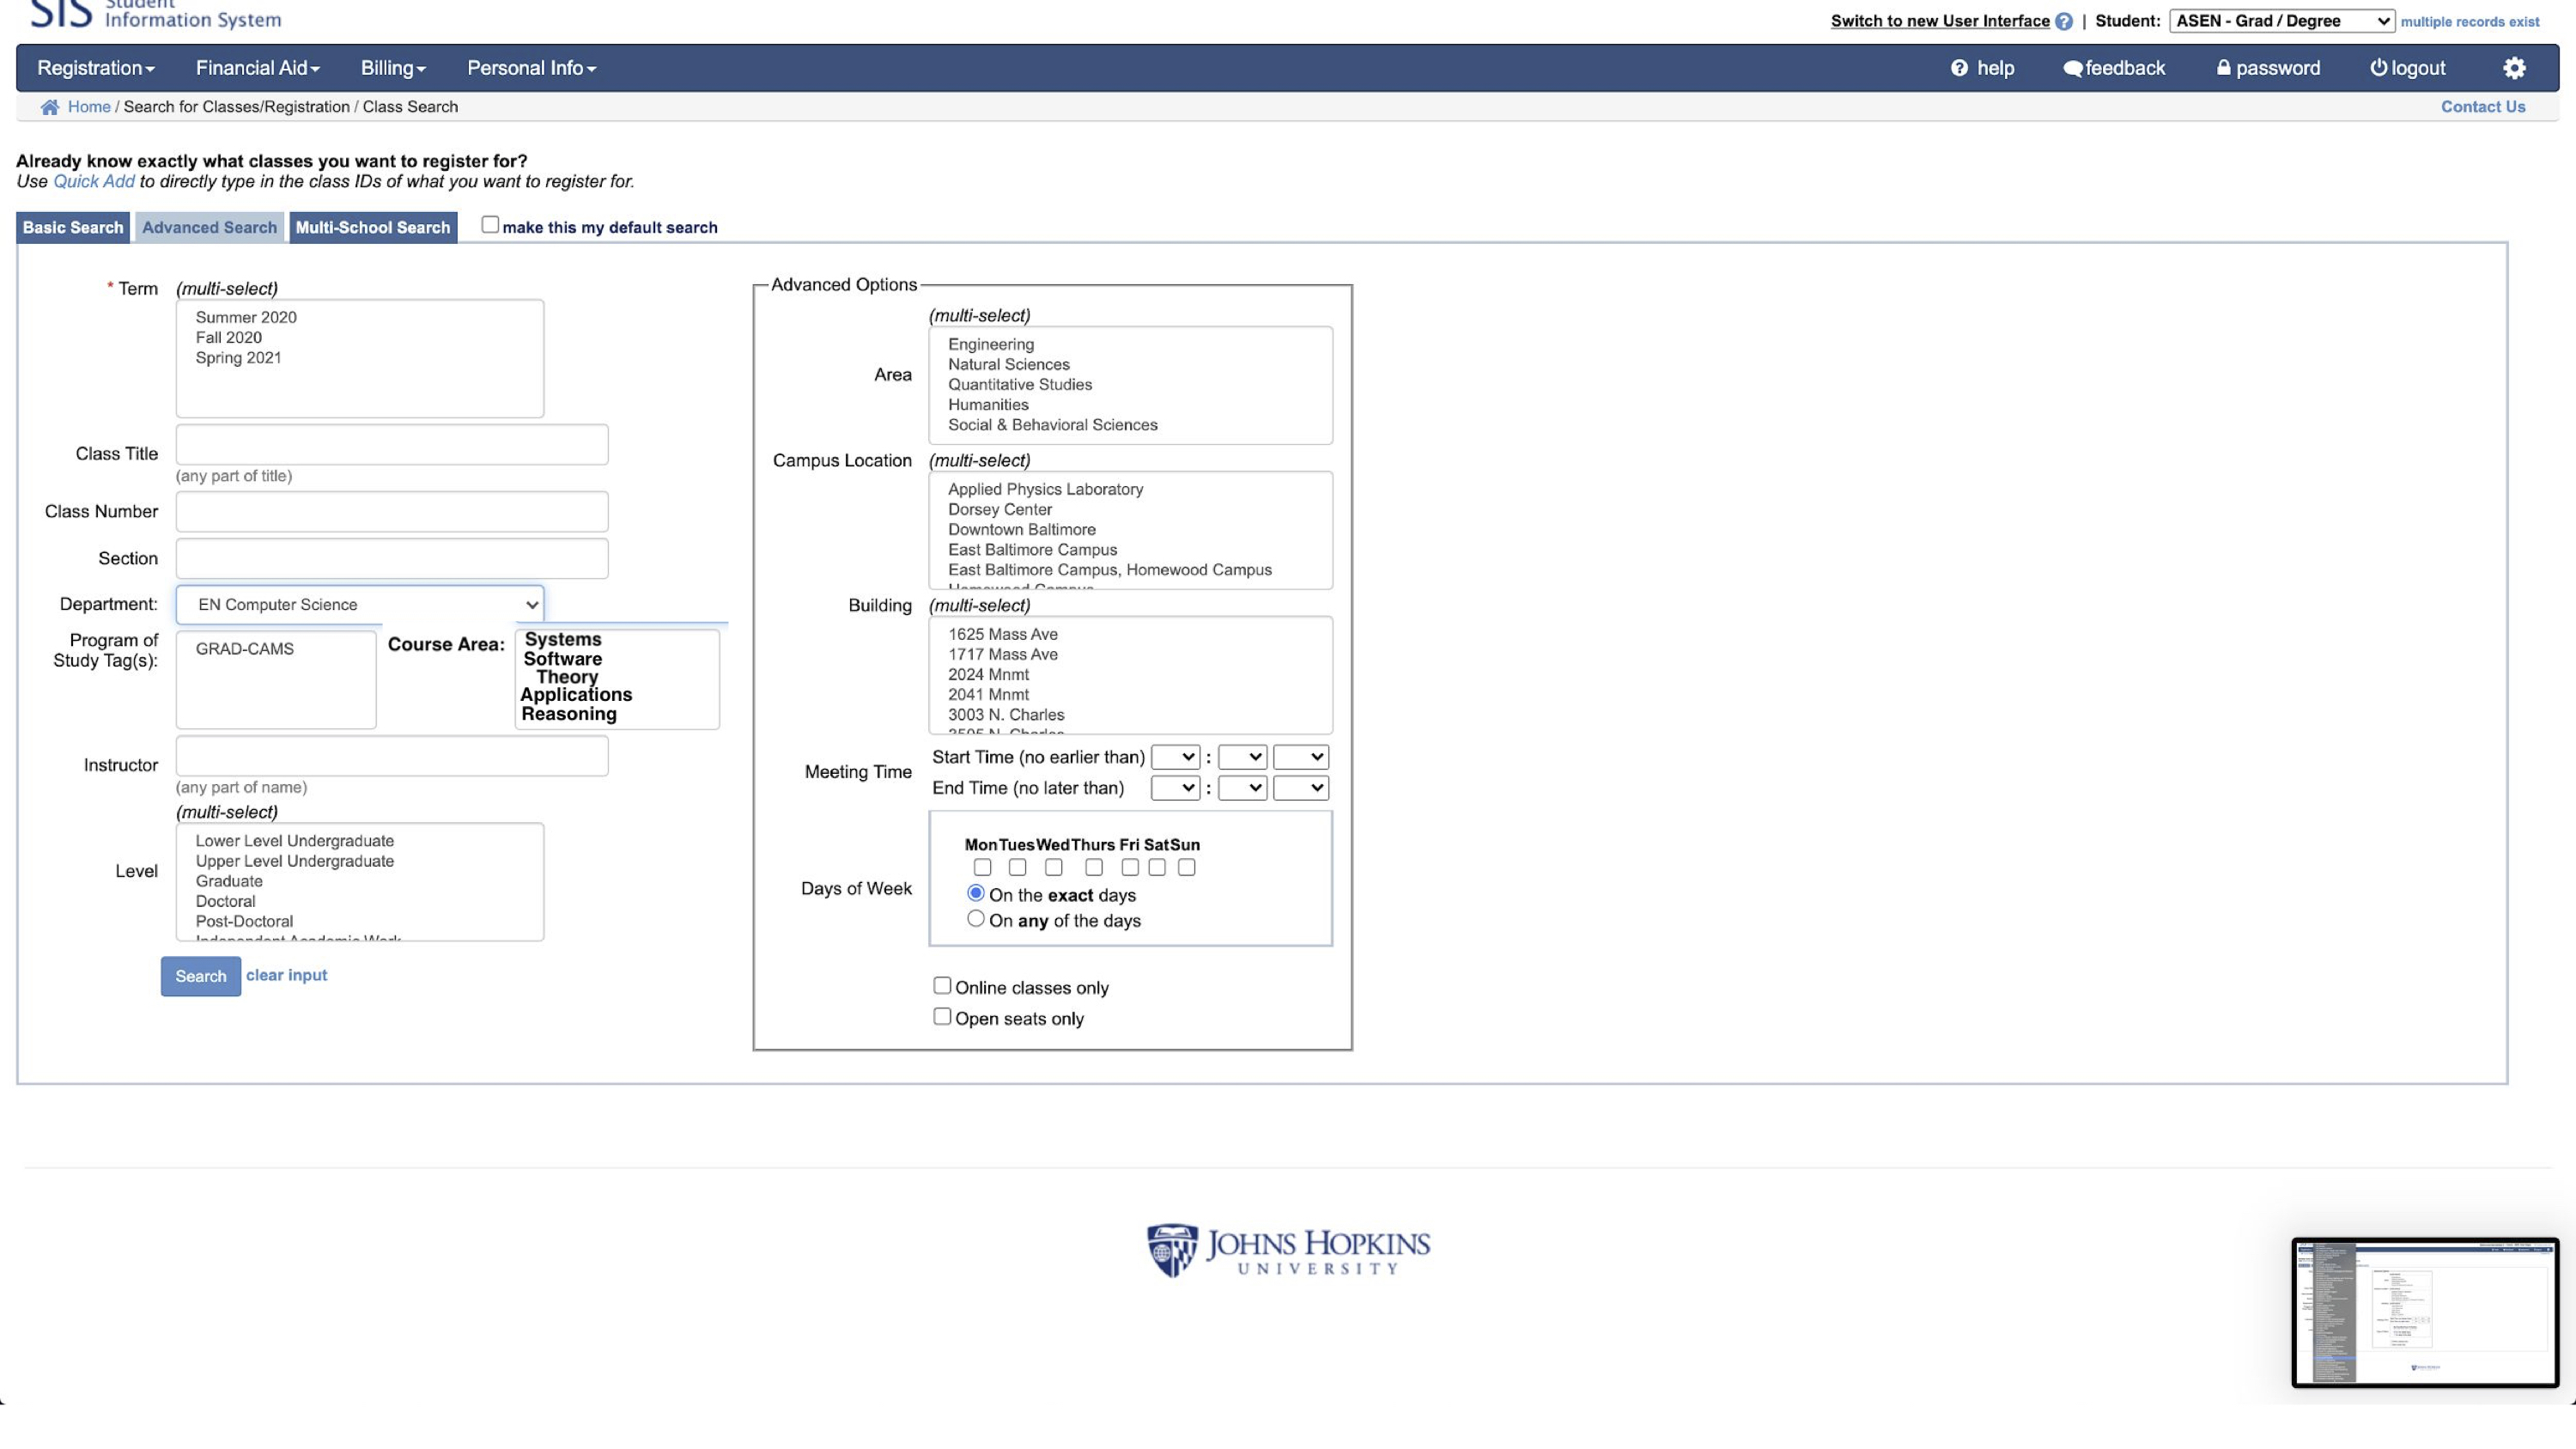 SIS Student
Information System
Switch to new User Interface ? | Student: ASEN - Grad / Degree multiple records exist
Registration Financial Aid Billing Personal Info ? help feedback password logout
Home / Search for Classes/Registration / Class Search Contact Us
Already know exactly what classes you want to register for?
Use Quick Add to directly type in the class IDs of what you want to register for.
Basic Search Advanced Search Multi-School Search make this my default search
* Term (multi-select)
Summer 2020
Fall 2020
Spring 2021
Class Title
(any part of title)
Class Number
Section
Department: EN Computer Science
Program of
Study Tag(s):
GRAD-CAMS
Course Area:
Systems
Software
Theory
Applications
Reasoning
Instructor
(any part of name)
(multi-select)
Level
Lower Level Undergraduate
Upper Level Undergraduate
Graduate
Doctoral
Post-Doctoral
Independent Academic Work
Search clear input
Advanced Options
(multi-select)
Area
Engineering
Natural Sciences
Quantitative Studies
Humanities
Social & Behavioral Sciences
Campus Location (multi-select)
Applied Physics Laboratory
Dorsey Center
Downtown Baltimore
East Baltimore Campus
East Baltimore Campus, Homewood Campus
Homewood Campus
Building (multi-select)
1625 Mass Ave
1717 Mass Ave
2024 Mnmt
2041 Mnmt
3003 N. Charles
Meeting Time
Start Time (no earlier than) :
End Time (no later than) :
Days of Week
Mon Tues Wed Thurs Fri Sat Sun
On the exact days
On any of the days
Online classes only
Open seats only
JOHNS HOPKINS
UNIVERSITY